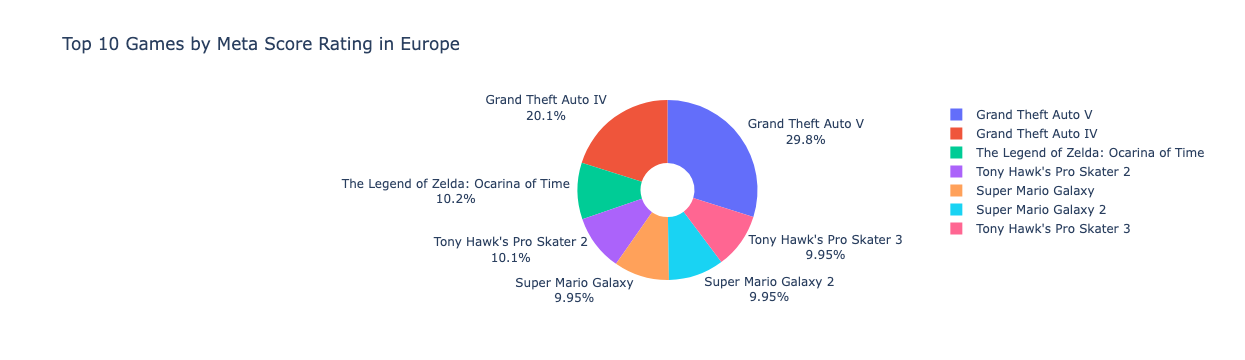 Top 10 Games by Meta Score Rating in Europe
Grand Theft Auto IV
20.1%
Grand Theft Auto V
29.8%
The Legend of Zelda: Ocarina of Time
10.2%
Tony Hawk's Pro Skater 2
10.1%
Tony Hawk's Pro Skater 3
9.95%
Super Mario Galaxy
9.95%
Super Mario Galaxy 2
9.95%
Grand Theft Auto V
Grand Theft Auto IV
The Legend of Zelda: Ocarina of Time
Tony Hawk's Pro Skater 2
Super Mario Galaxy
Super Mario Galaxy 2
Tony Hawk's Pro Skater 3